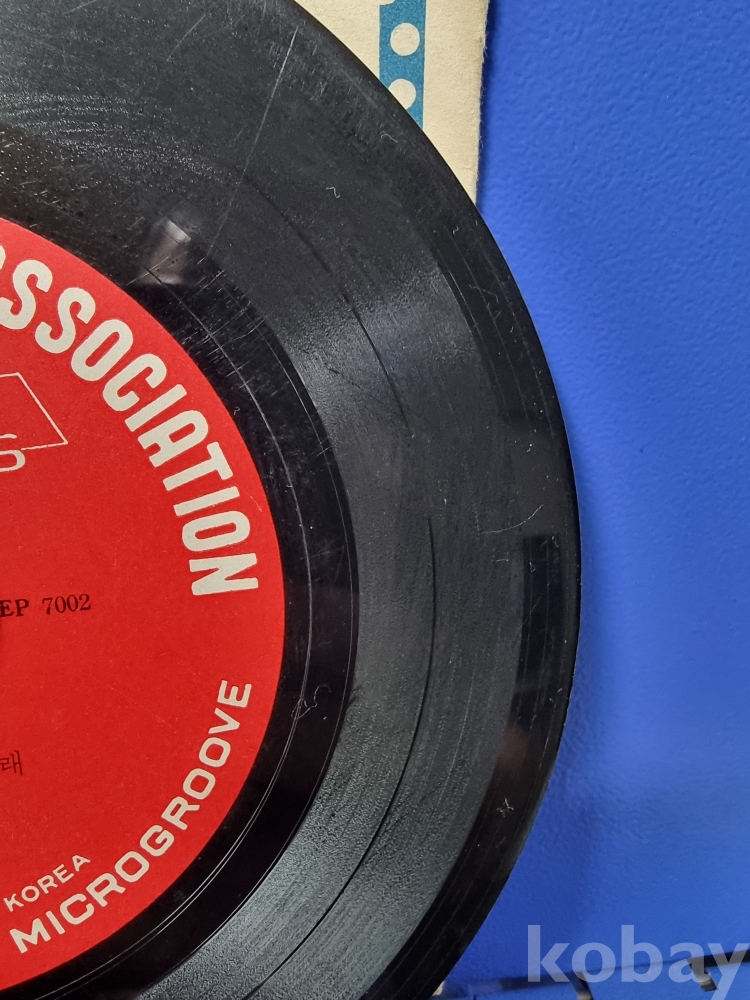 SSOCIATION
S
EP 7002
래
KOREA
MICROGROOVE
kobay